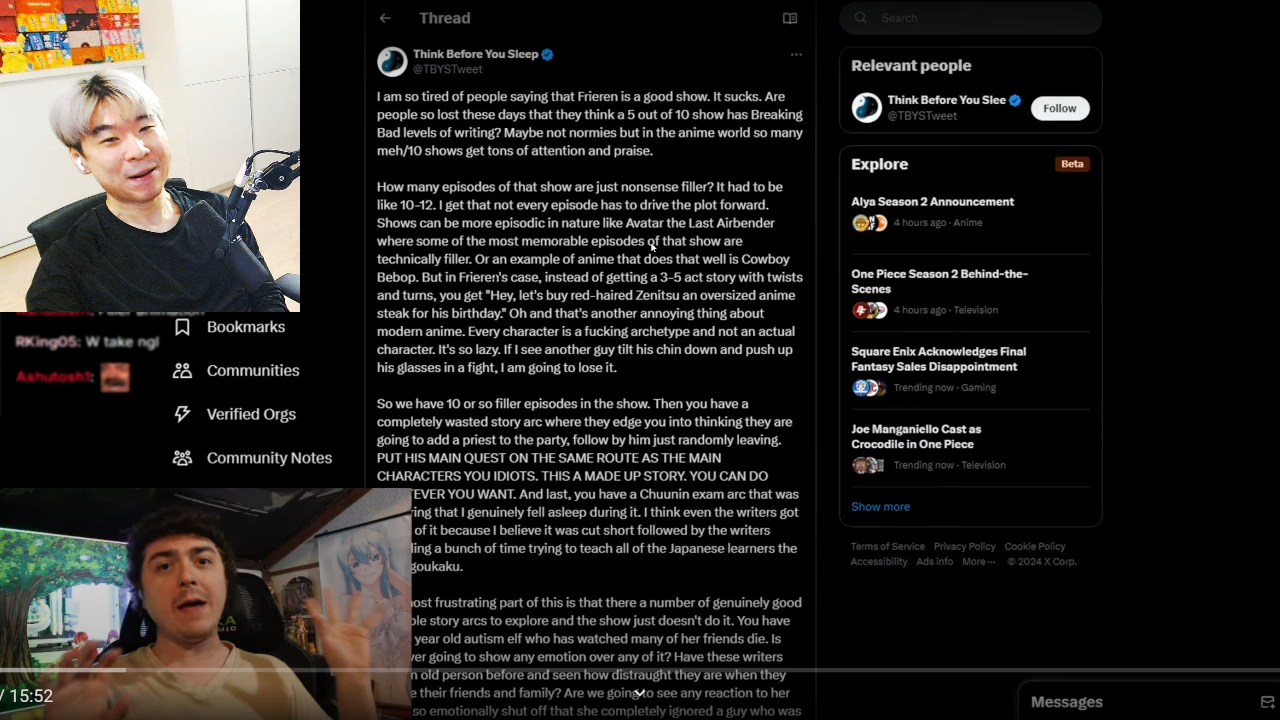 Thread
Think Before You Sleep
@TBYSTweet
I am so tired of people saying that Frieren is a good show. It sucks. Are
people so lost these days that they think a 5 out of 10 show has Breaking
Bad levels of writing? Maybe not normies but in the anime world so many
meh/10 shows get tons of attention and praise.
How many episodes of that show are just nonsense filler? It had to be
like 10-12. I get that not every episode has to drive the plot forward.
Shows can be more episodic in nature like Avatar the Last Airbender
where some of the most memorable episodes of that show are
technically filler. Or an example of anime that does that well is Cowboy
Bebop. But in Frieren's case, instead of getting a 3-5 act story with twists
and turns, you get "Hey, let's buy red-haired Zenitsu an oversized anime
steak for his birthday." Oh and that's another annoying thing about
modern anime. Every character is a fucking archetype and not an actual
character. It's so lazy. If I see another guy tilt his chin down and push up
his glasses in a fight, I am going to lose it.
So we have 10 or so filler episodes in the show. Then you have a
completely wasted story arc where they edge you into thinking they are
going to add a priest to the party, follow by him just randomly leaving.
PUT HIS MAIN QUEST ON THE SAME ROUTE AS THE MAIN
CHARACTERS YOU IDIOTS. THIS A MADE UP STORY. YOU CAN DO
EVER YOU WANT. And last, you have a Chuunin exam arc that was
ring that I genuinely fell asleep during it. I think even the writers got
of it because I believe it was cut short followed by the writers
ling a bunch of time trying to teach all of the Japanese learners the
goukaku.
ost frustrating part of this is that there a number of genuinely good
ole story arcs to explore and the show just doesn't do it. You have
year old autism elf who has watched many of her friends die. Is
er going to show any emotion over any of it? Have these writers
n old person before and seen how distraught they are when they
e their friends and family? Are we going to see any reaction to her
so emotionally shut off that she completely ignored a guy who was
RKing05: W take ngl
Ashutosh1:
Bookmarks
Communities
Verified Orgs
Community Notes
/ 15:52
Search
Relevant people
Think Before You Slee
@TBYSTweet
Follow
Explore
Beta
Alya Season 2 Announcement
4 hours ago · Anime
One Piece Season 2 Behind-the-
Scenes
4 hours ago · Television
Square Enix Acknowledges Final
Fantasy Sales Disappointment
Trending now · Gaming
Joe Manganiello Cast as
Crocodile in One Piece
Trending now · Television
Show more
Terms of Service Privacy Policy Cookie Policy
Accessibility Ads info More ··· © 2024 X Corp.
Messages